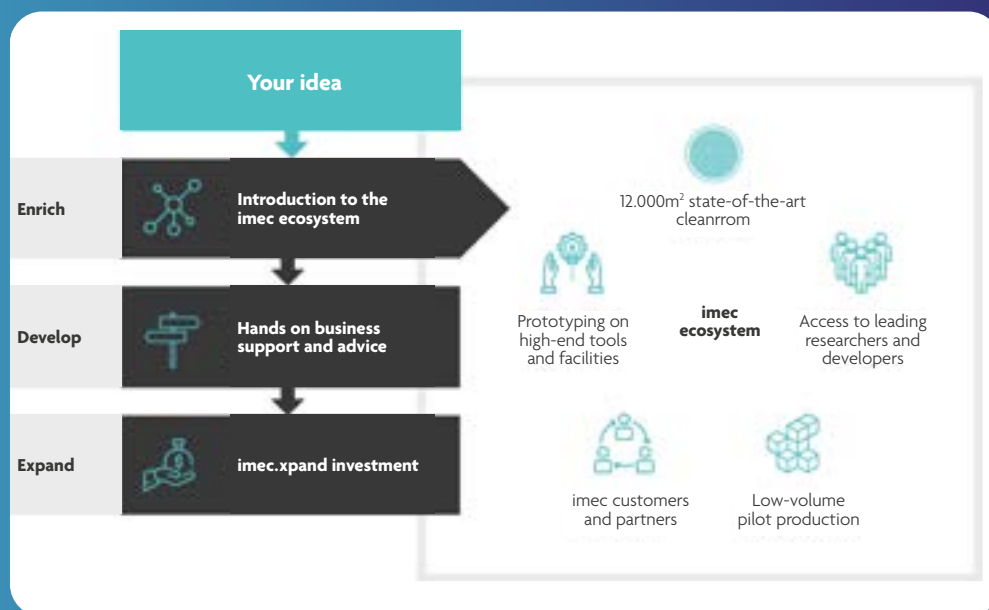 Your idea
Enrich
Introduction to the
imec ecosystem
Develop
Hands on business
support and advice
Expand
imec.xpand investment
12.000m² state-of-the-art
cleanrrom
Prototyping on
high-end tools
and facilities
imec
ecosystem
Access to leading
researchers and
developers
imec customers
and partners
Low-volume
pilot production